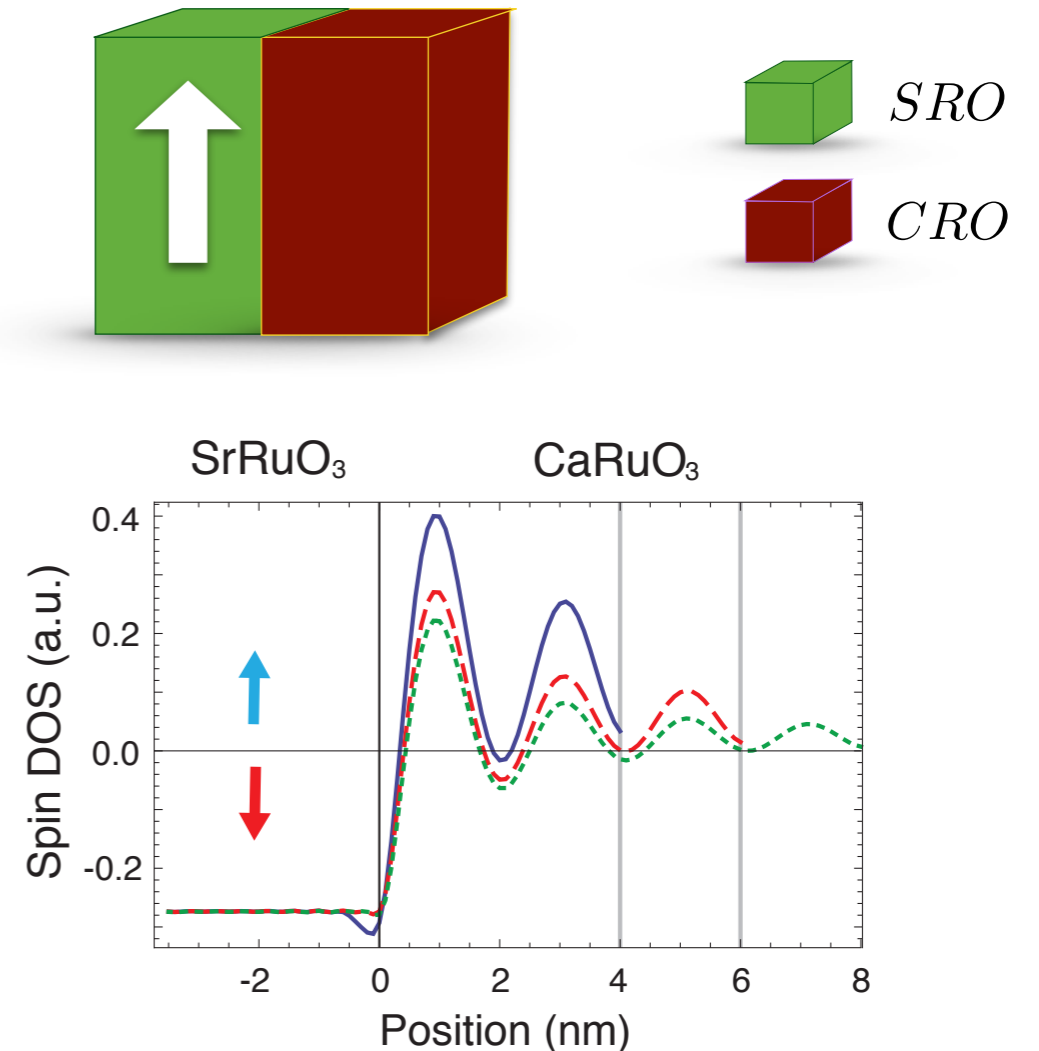 SRO
CRO
SrRuO₃ CaRuO₃
Spin DOS (a.u.)
0.4
0.2
0.0
-0.2
-2 0 2 4 6 8
Position (nm)